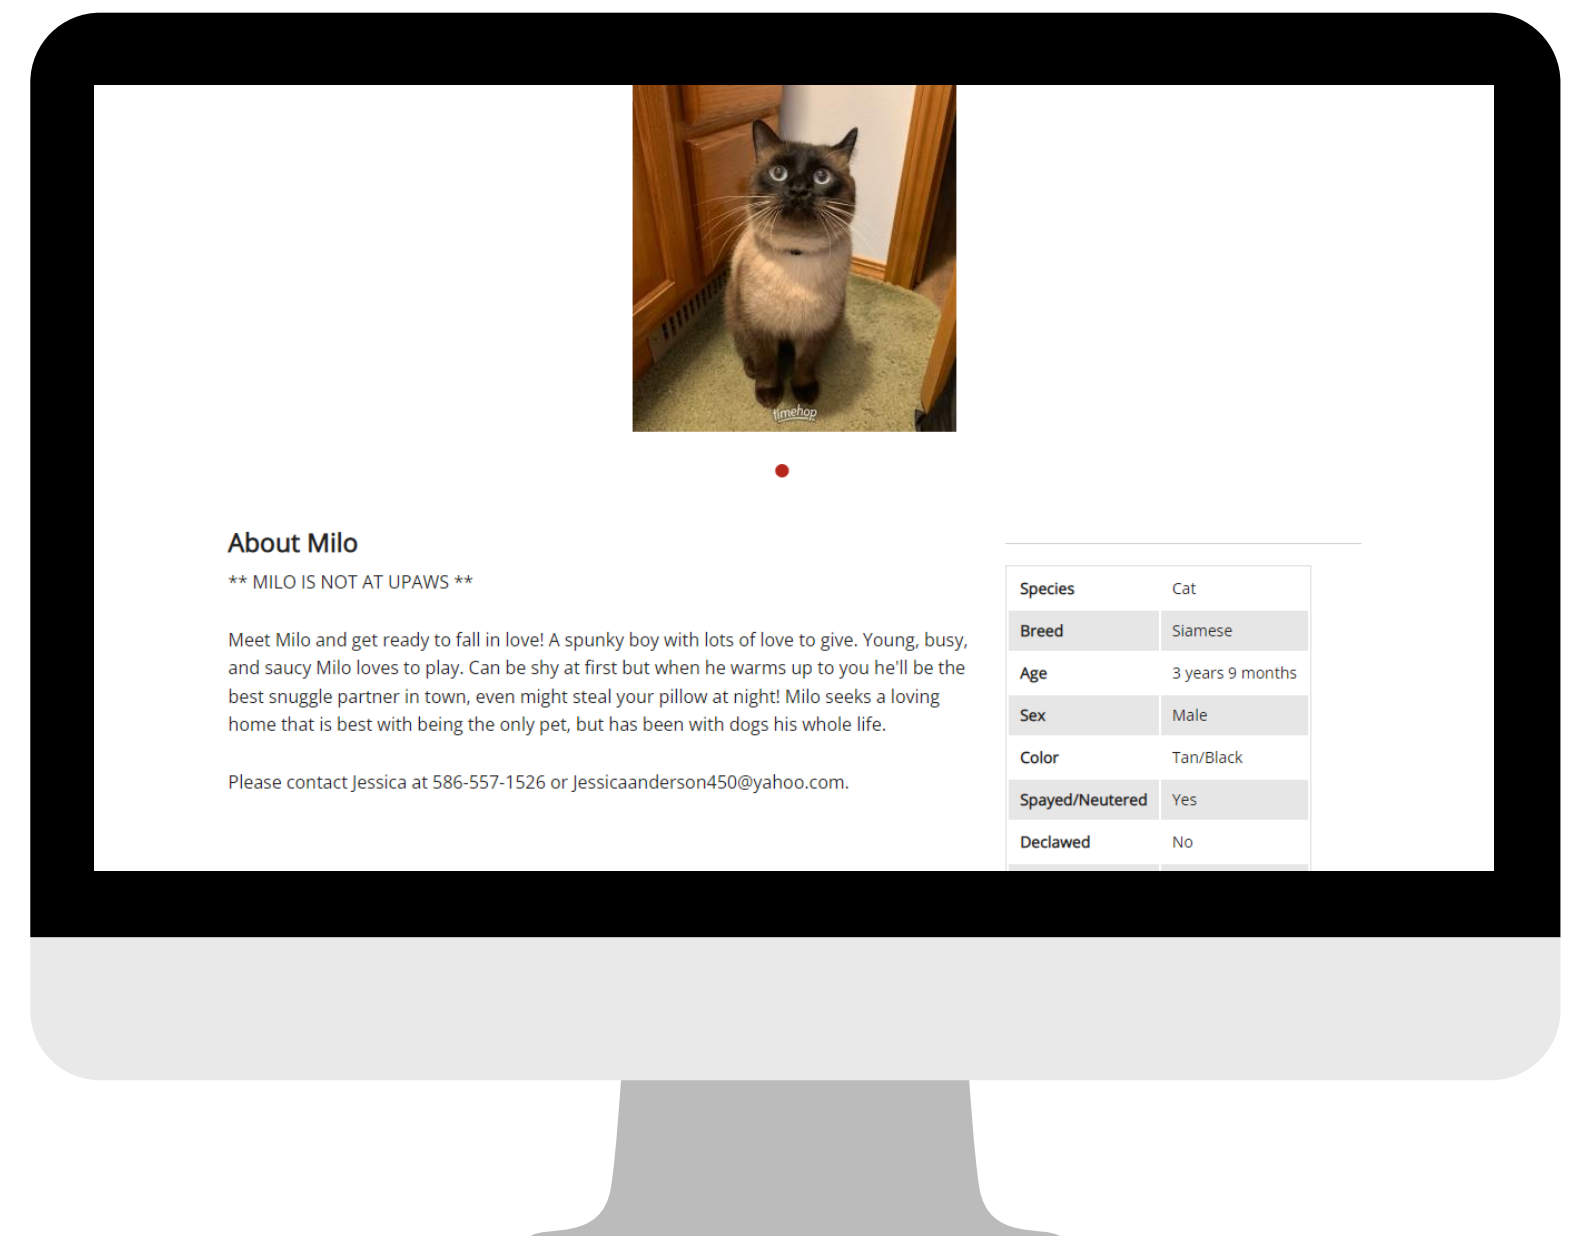 timehop
About Milo
** MILO IS NOT AT UPAWS **
Meet Milo and get ready to fall in love! A spunky boy with lots of love to give. Young, busy,
and saucy Milo loves to play. Can be shy at first but when he warms up to you he'll be the
best snuggle partner in town, even might steal your pillow at night! Milo seeks a loving
home that is best with being the only pet, but has been with dogs his whole life.
Please contact Jessica at 586-557-1526 or Jessicaanderson450@yahoo.com.
Species Cat
Breed Siamese
Age 3 years 9 months
Sex Male
Color Tan/Black
Spayed/Neutered Yes
Declawed No